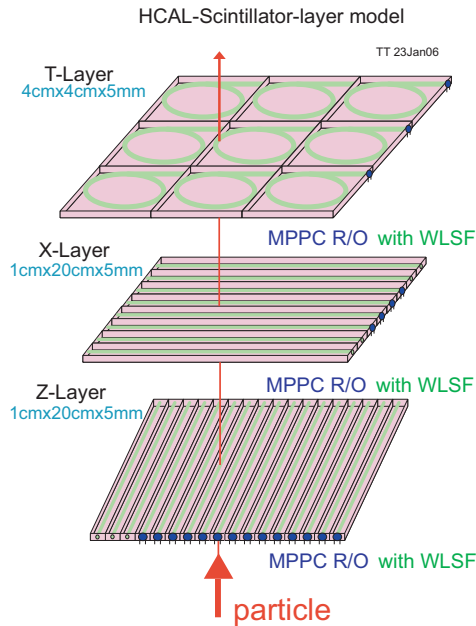 HCAL-Scintillator-layer model
TT 23Jan06
T-Layer
4cmx4cmx5mm
MPPC R/O with WLSF
X-Layer
1cmx20cmx5mm
MPPC R/O with WLSF
Z-Layer
1cmx20cmx5mm
MPPC R/O with WLSF
particle